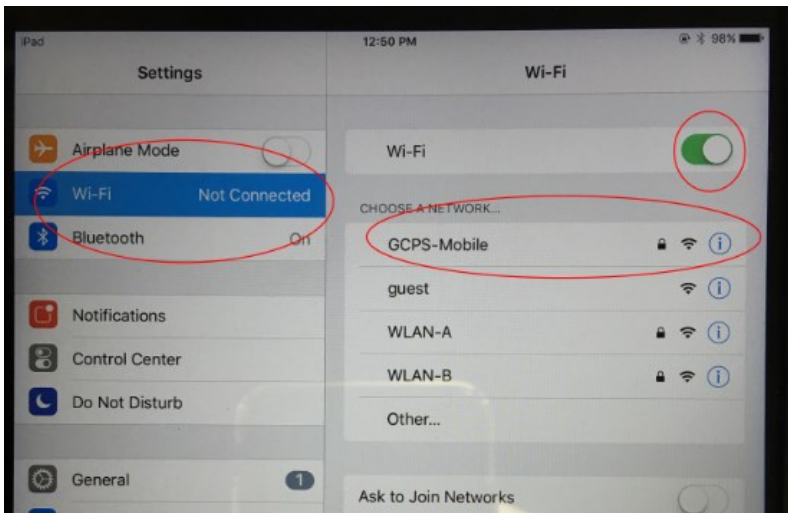 iPad
12:50 PM
98%
Settings
Wi-Fi
Airplane Mode
Wi-Fi Not Connected
Bluetooth On
Notifications
Control Center
Do Not Disturb
General 1
Wi-Fi
CHOOSE A NETWORK...
GCPS-Mobile
guest
WLAN-A
WLAN-B
Other...
Ask to Join Networks